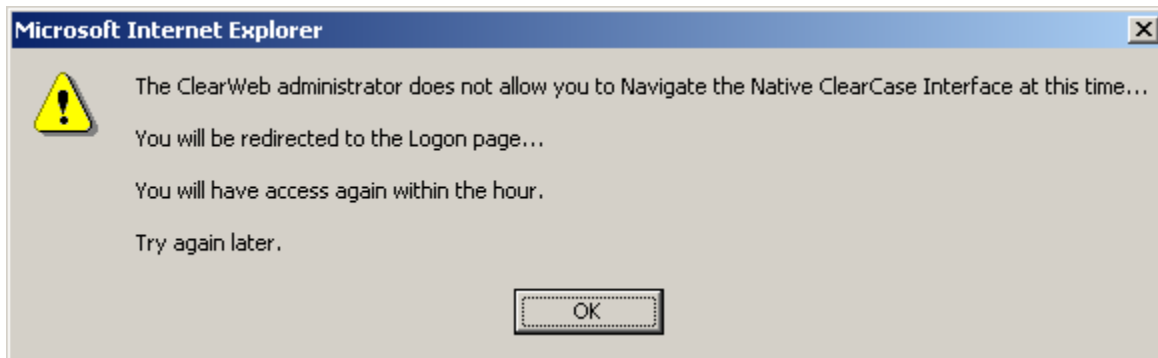 Microsoft Internet Explorer
The ClearWeb administrator does not allow you to Navigate the Native ClearCase Interface at this time...
You will be redirected to the Logon page...
You will have access again within the hour.
Try again later.
OK